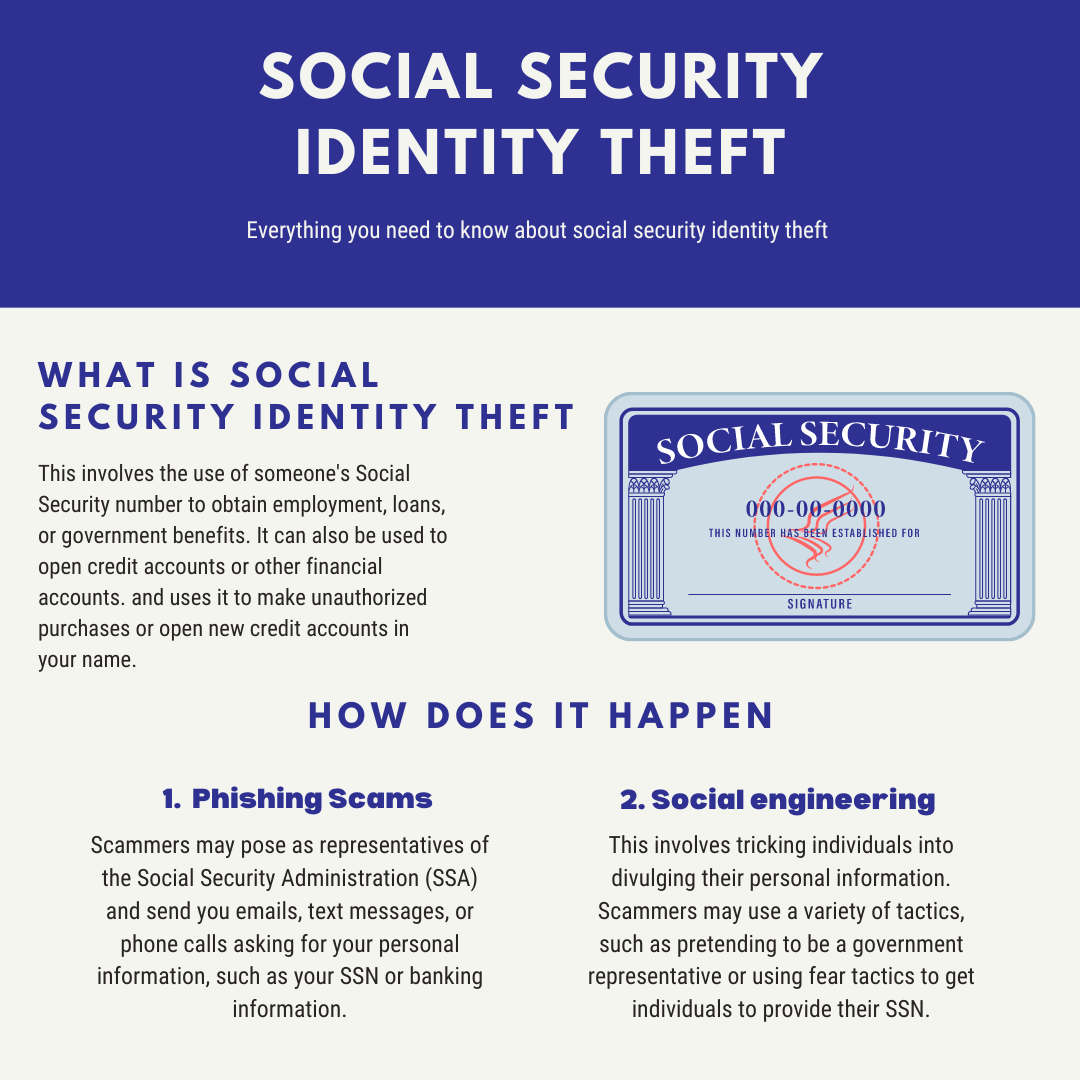 SOCIAL SECURITY
IDENTITY THEFT
Everything you need to know about social security identity theft
WHAT IS SOCIAL
SECURITY IDENTITY THEFT
This involves the use of someone's Social
Security number to obtain employment, loans,
or government benefits. It can also be used to
open credit accounts or other financial
accounts. and uses it to make unauthorized
purchases or open new credit accounts in
your name.
SOCIAL SECURITY
000-00-0000
THIS NUMBER HAS BEEN ESTABLISHED FOR
SIGNATURE
HOW DOES IT HAPPEN
1. Phishing Scams
Scammers may pose as representatives of
the Social Security Administration (SSA)
and send you emails, text messages, or
phone calls asking for your personal
information, such as your SSN or banking
information.
2. Social engineering
This involves tricking individuals into
divulging their personal information.
Scammers may use a variety of tactics,
such as pretending to be a government
representative or using fear tactics to get
individuals to provide their SSN.